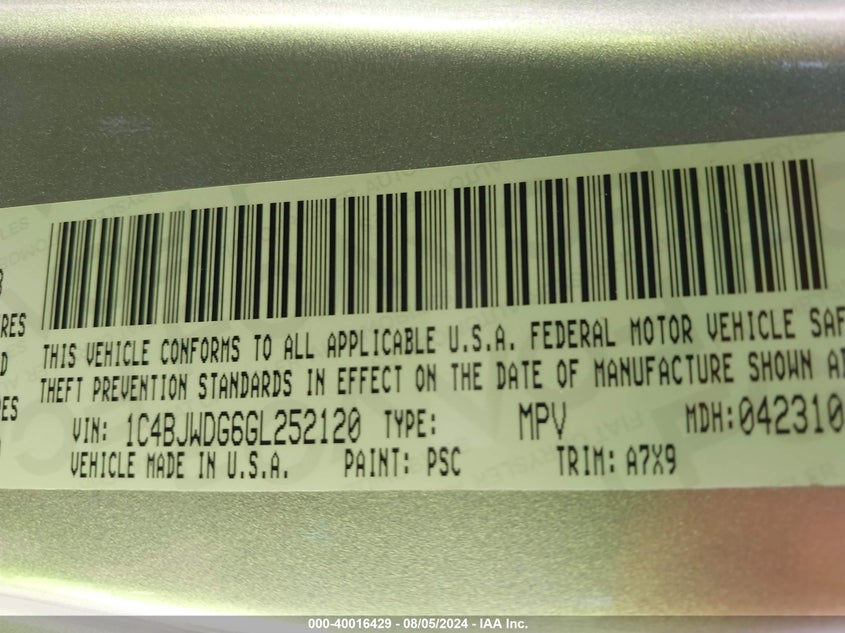 RES
THIS VEHICLE CONFORMS TO ALL APPLICABLE U.S.A. FEDERAL MOTOR VEHICLE SAF
D
THEFT PREVENTION STANDARDS IN EFFECT ON THE DATE OF MANUFACTURE SHOWN A
ES
VIN: 1C4BJWDG6GL252120 TYPE: MPV MDH:042310
VEHICLE MADE IN U.S.A. PAINT: PSC TRIM: A7X9
000-40016429 - 08/05/2024 - IAA Inc.